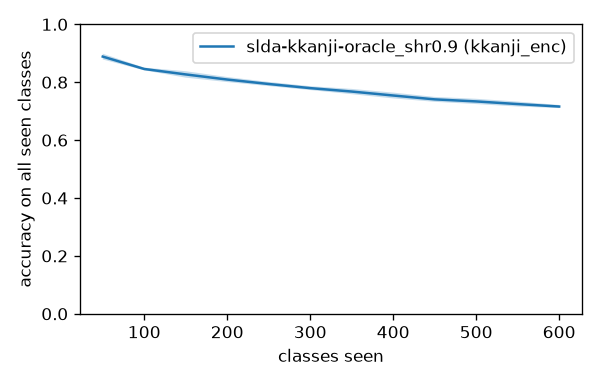 1.0
0.8
0.6
0.4
0.2
0.0
accuracy on all seen classes
slda-kkanji-oracle_shr0.9 (kkanji_enc)
100 200 300 400 500 600
classes seen